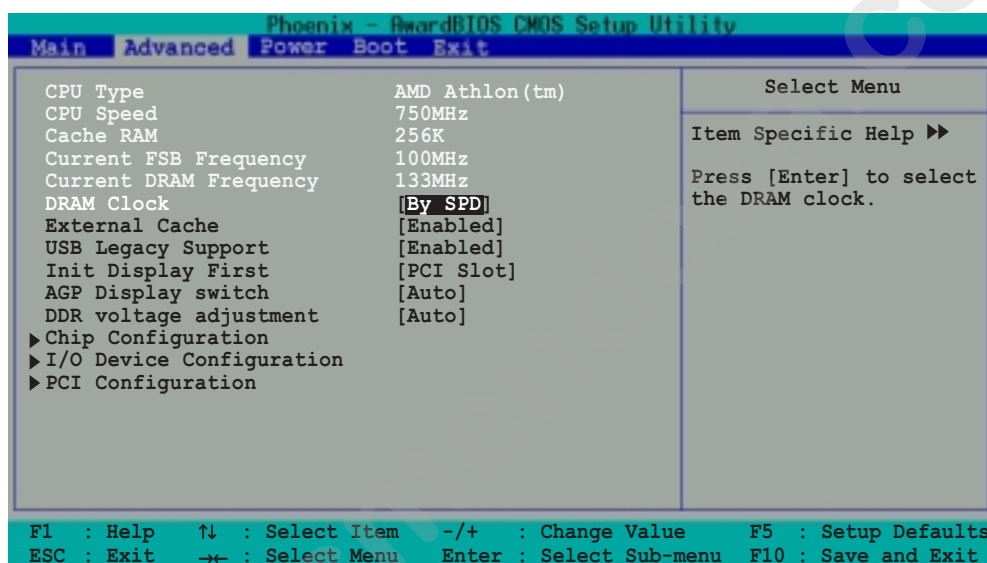 Phoenix - AwardBIOS CMOS Setup Utility
Main Advanced Power Boot Exit
CPU Type AMD Athlon(tm)
CPU Speed 750MHz
Cache RAM 256K
Current FSB Frequency 100MHz
Current DRAM Frequency 133MHz
DRAM Clock [By SPD]
External Cache [Enabled]
USB Legacy Support [Enabled]
Init Display First [PCI Slot]
AGP Display switch [Auto]
DDR voltage adjustment [Auto]
▶Chip Configuration
▶I/O Device Configuration
▶PCI Configuration
Select Menu
Item Specific Help ▶▶
Press [Enter] to select
the DRAM clock.
F1 : Help ↑↓ : Select Item -/+ : Change Value F5 : Setup Defaults
ESC : Exit →← : Select Menu Enter : Select Sub-menu F10 : Save and Exit